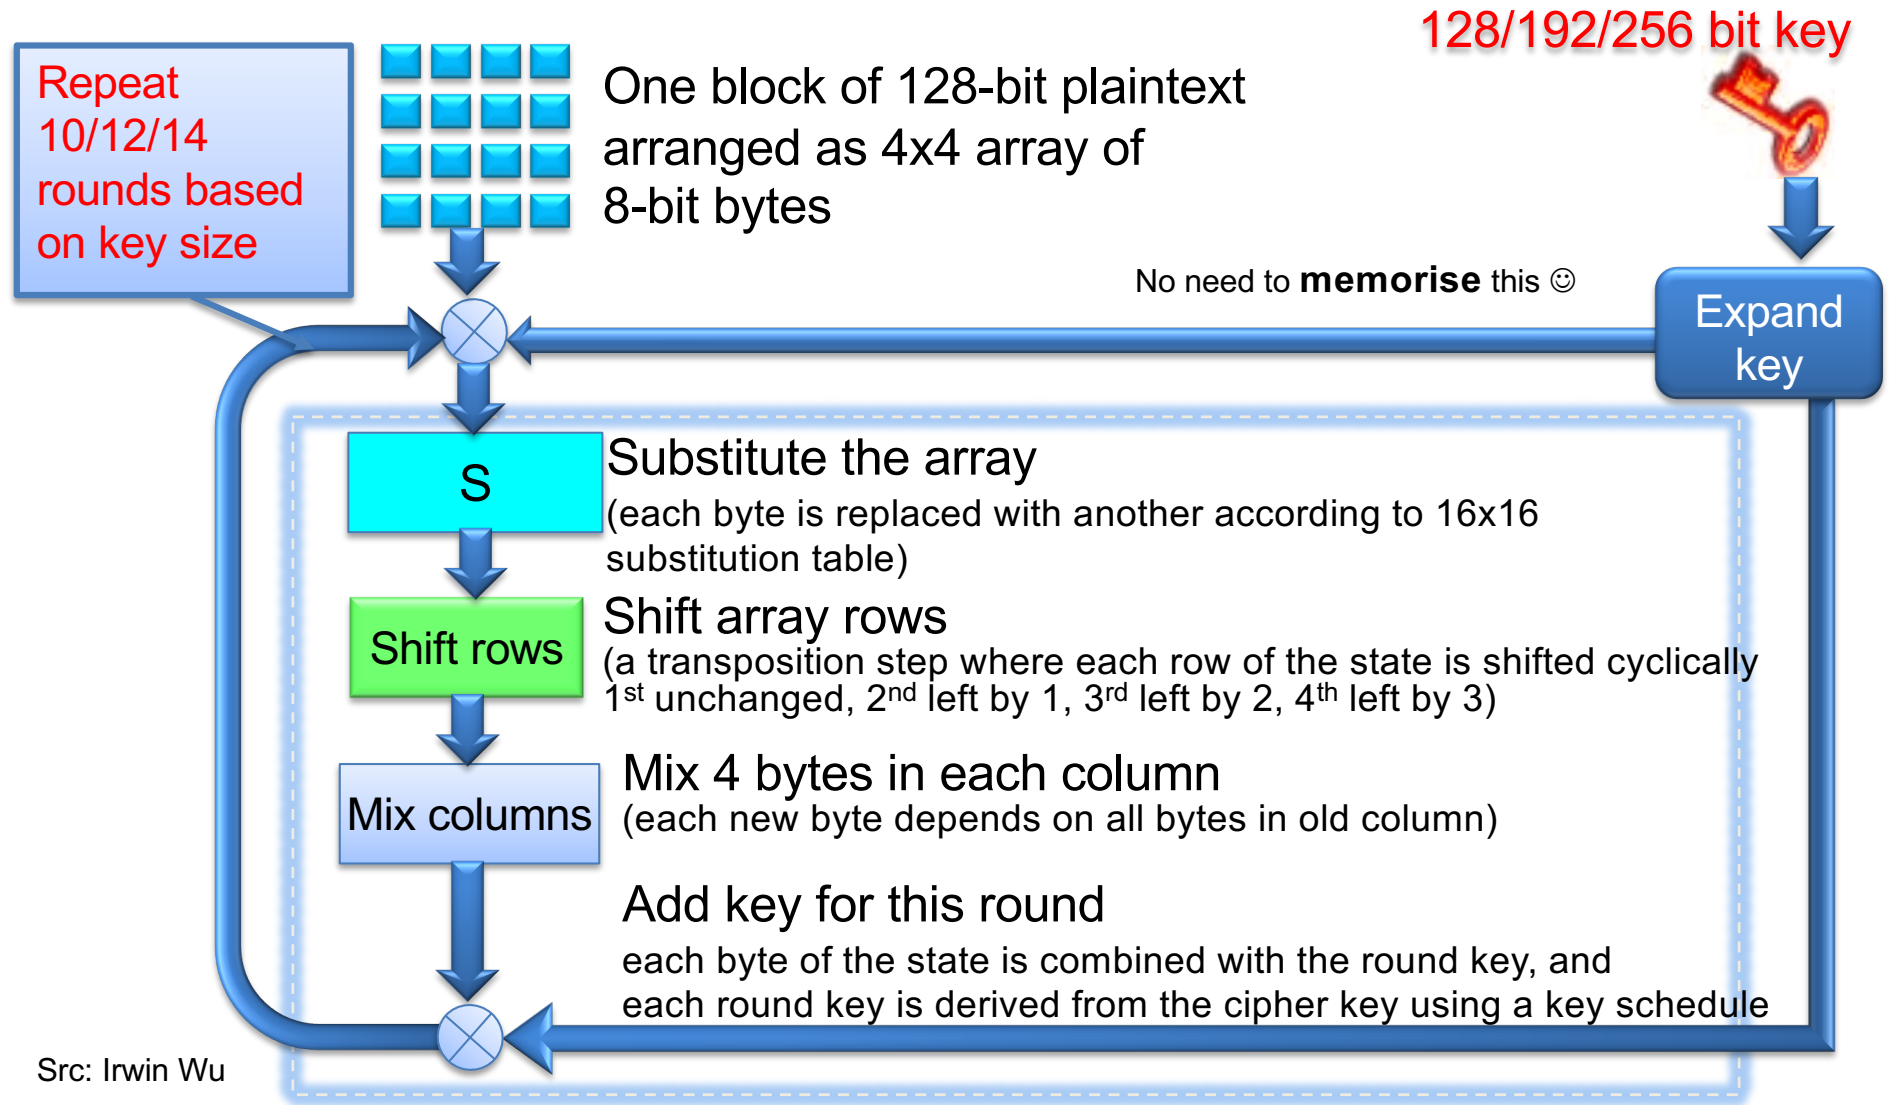 128/192/256 bit key
Repeat
10/12/14
rounds based
on key size
One block of 128-bit plaintext
arranged as 4x4 array of
8-bit bytes
No need to memorise this ☺
Expand
key
S
Substitute the array
(each byte is replaced with another according to 16x16
substitution table)
Shift rows
Shift array rows
(a transposition step where each row of the state is shifted cyclically
1st unchanged, 2nd left by 1, 3rd left by 2, 4th left by 3)
Mix columns
Mix 4 bytes in each column
(each new byte depends on all bytes in old column)
Add key for this round
each byte of the state is combined with the round key, and
each round key is derived from the cipher key using a key schedule
Src: Irwin Wu